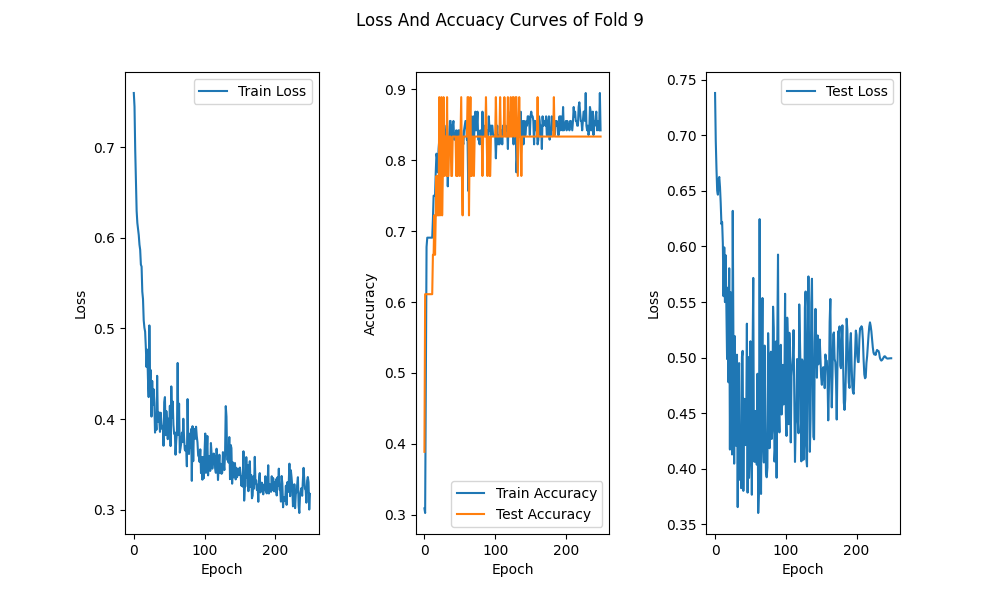 Loss And Accuacy Curves of Fold 9
Train Loss
0.7
0.6
0.5
0.4
0.3
Loss
0
100
200
Epoch
0.9
0.8
0.7
0.6
0.5
0.4
0.3
Accuracy
Train Accuracy
Test Accuracy
0
100
200
Epoch
Test Loss
0.75
0.70
0.65
0.60
0.55
0.50
0.45
0.40
0.35
Loss
0
100
200
Epoch